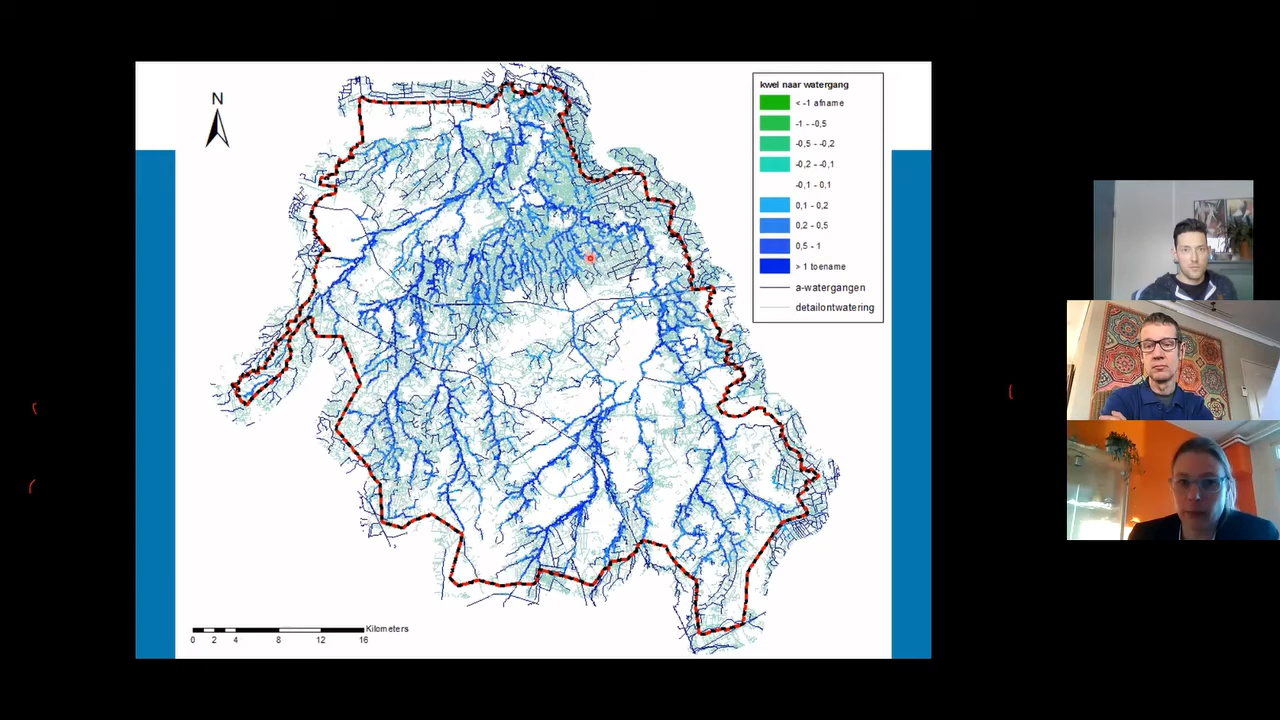 N
kwel naar watergang
< -1 afname
-1 - -0,5
-0,5 - -0,2
-0,2 - -0,1
-0,1 - 0,1
0,1 - 0,2
0,2 - 0,5
0,5 - 1
> 1 toename
a-watergangen
detailontwatering
Kilometers
0 2 4 8 12 16